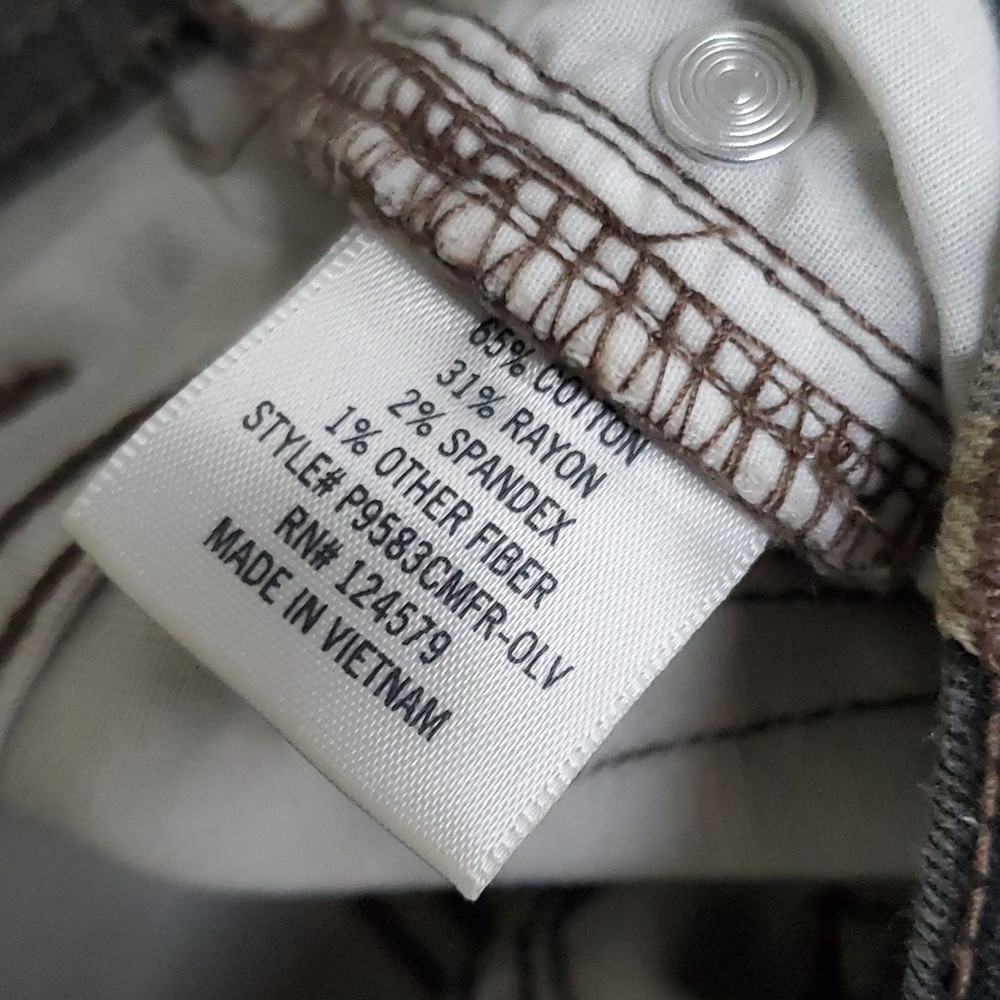 65% COTTON
31% RAYON
2% SPANDEX
1% OTHER FIBER
STYLE# P9583CMFR-OLV
RN# 124579
MADE IN VIETNAM